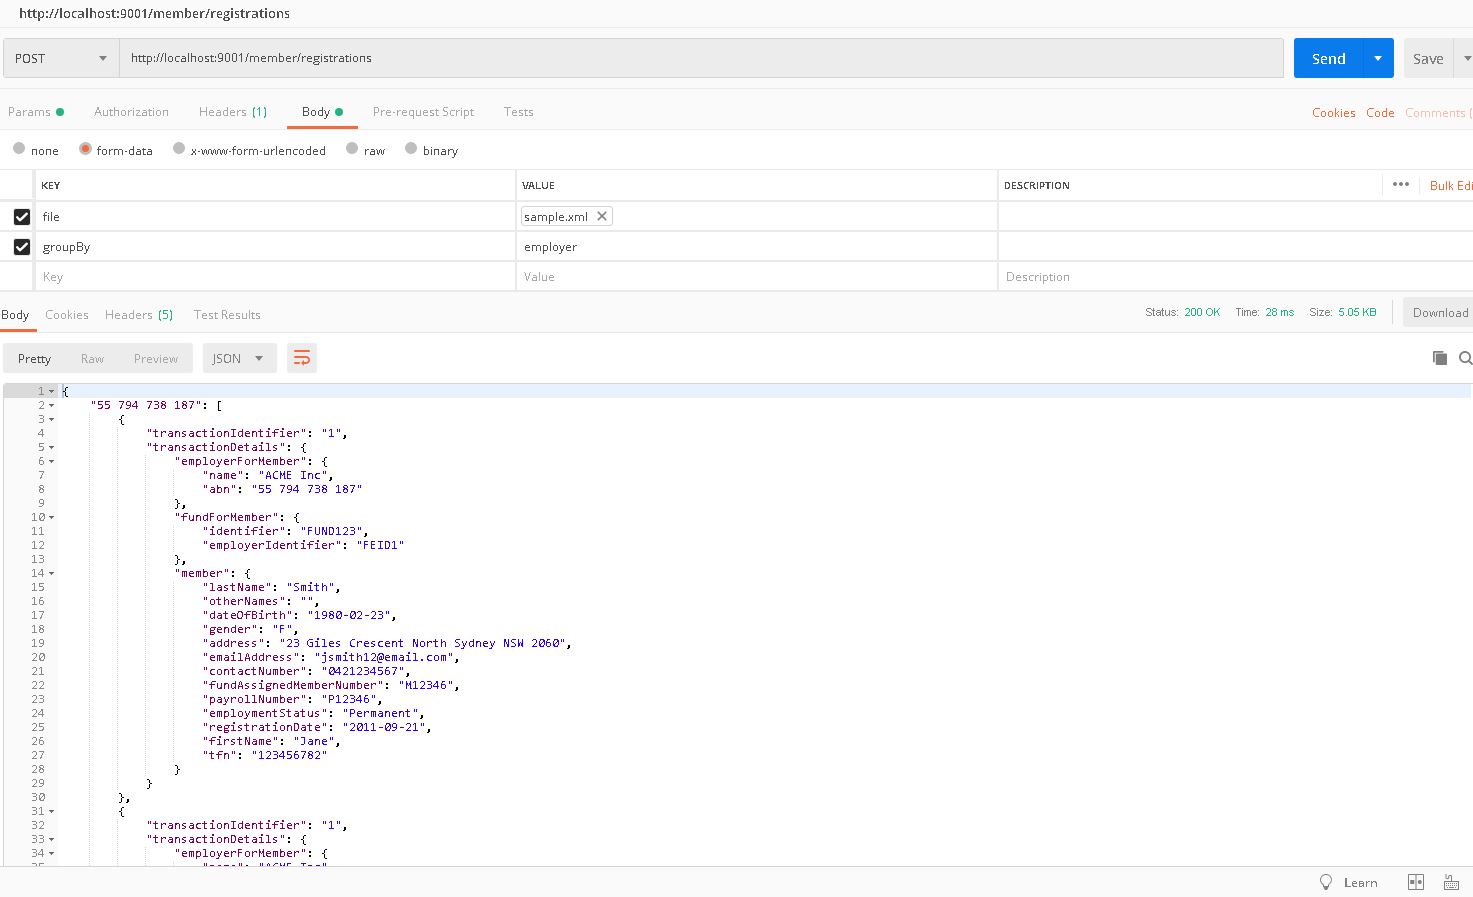 http://localhost:9001/member/registrations
POST http://localhost:9001/member/registrations Send Save
Params Authorization Headers (1) Body Pre-request Script Tests Cookies Code Comments (
none form-data x-www-form-urlencoded raw binary
KEY VALUE DESCRIPTION ••• Bulk Edi
file sample.xml
groupBy employer
Key Value Description
Body Cookies Headers (5) Test Results Status: 200 OK Time: 28 ms Size: 5.05 KB Download
Pretty Raw Preview JSON
1 {
2 "55 794 738 187": [
3 {
4 "transactionIdentifier": "1",
5 "transactionDetails": {
6 "employerForMember": {
7 "name": "ACME Inc",
8 "abn": "55 794 738 187"
9 },
10 "fundForMember": {
11 "identifier": "FUND123",
12 "employerIdentifier": "FEID1"
13 },
14 "member": {
15 "lastName": "Smith",
16 "otherNames": "",
17 "dateOfBirth": "1980-02-23",
18 "gender": "F",
19 "address": "23 Giles Crescent North Sydney NSW 2060",
20 "emailAddress": "jsmith12@email.com",
21 "contactNumber": "0421234567",
22 "fundAssignedMemberNumber": "M12346",
23 "payrollNumber": "P12346",
24 "employmentStatus": "Permanent",
25 "registrationDate": "2011-09-21",
26 "firstName": "Jane",
27 "tfn": "123456782"
28 }
29 }
30 },
31 {
32 "transactionIdentifier": "1",
33 "transactionDetails": {
34 "employerForMember": {
Learn